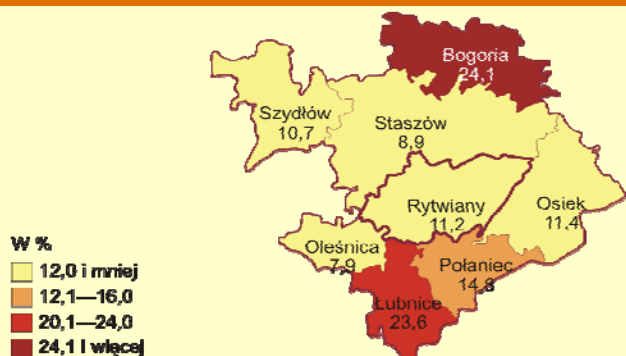 Bogoria
24,1
Szydłów
10,7
Staszów
8,9
Rytwiany
11,2
Osiek
11,4
Oleśnica
7,9
Połaniec
14,8
Łubnice
23,6
W %
12,0 i mniej
12,1—16,0
20,1—24,0
24,1 i więcej